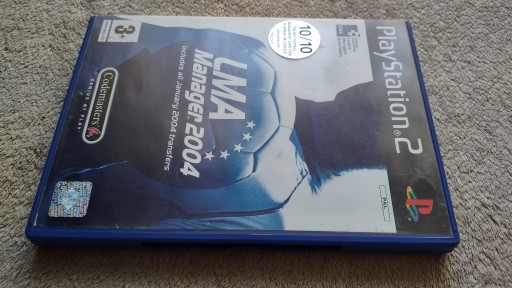 PlayStation®2
10/10
LMA
Manager 2004
includes all January 2004 transfers
Codemasters
GENIUS AT PLAY
3+
PAL